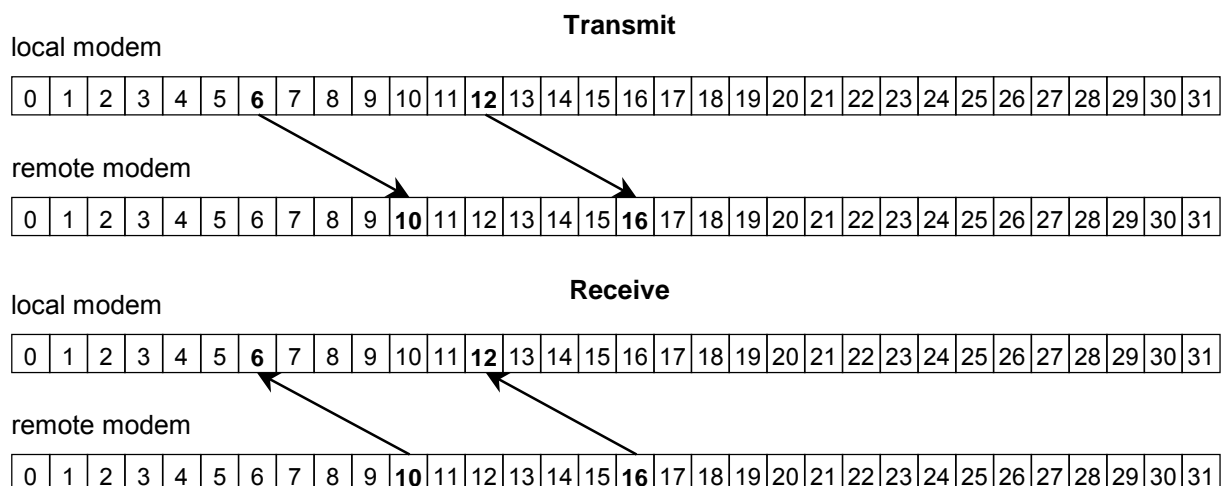 Transmit
local modem
0 1 2 3 4 5 6 7 8 9 10 11 12 13 14 15 16 17 18 19 20 21 22 23 24 25 26 27 28 29 30 31
remote modem
0 1 2 3 4 5 6 7 8 9 10 11 12 13 14 15 16 17 18 19 20 21 22 23 24 25 26 27 28 29 30 31
Receive
local modem
0 1 2 3 4 5 6 7 8 9 10 11 12 13 14 15 16 17 18 19 20 21 22 23 24 25 26 27 28 29 30 31
remote modem
0 1 2 3 4 5 6 7 8 9 10 11 12 13 14 15 16 17 18 19 20 21 22 23 24 25 26 27 28 29 30 31